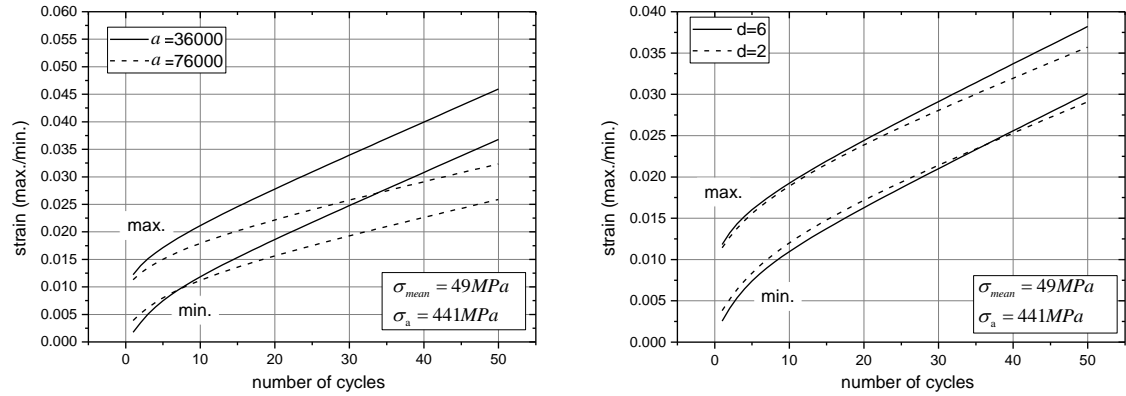 0.060
0.055
0.050
0.045
0.040
0.035
0.030
0.025
0.020
0.015
0.010
0.005
0.000
strain (max./min.)
a =36000
a =76000
max.
min.
σmean = 49MPa
σa = 441MPa
0 10 20 30 40 50
number of cycles
0.040
0.035
0.030
0.025
0.020
0.015
0.010
0.005
0.000
strain (max./min.)
d=6
d=2
max.
min.
σmean = 49MPa
σa = 441MPa
0 10 20 30 40 50
number of cycles